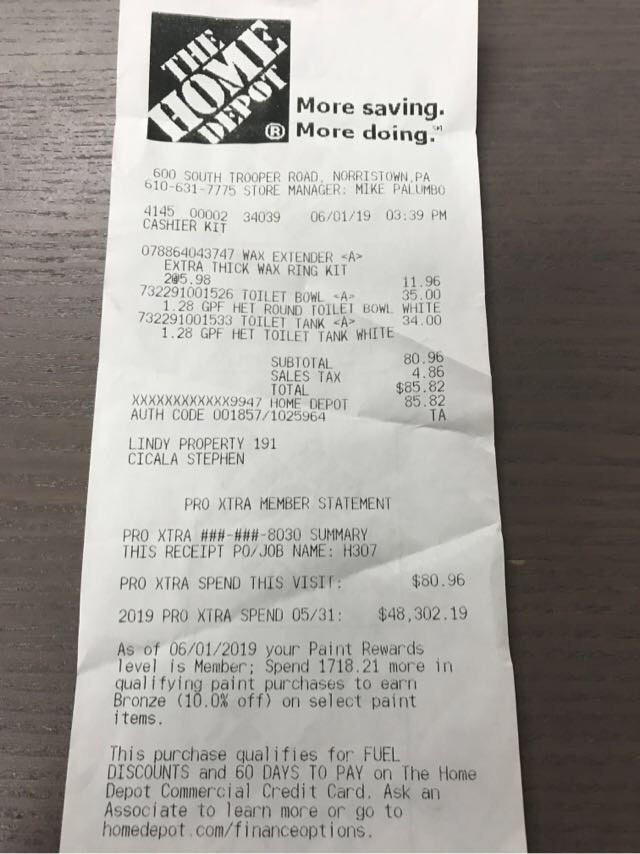 THE
HOME
DEPOT
®
More saving.
More doing.℠
600 SOUTH TROOPER ROAD, NORRISTOWN,PA
610-631-7775 STORE MANAGER: MIKE PALUMBO
4145 00002 34039 06/01/19 03:39 PM
CASHIER KIT
078864043747 WAX EXTENDER <A>
EXTRA THICK WAX RING KIT
2@5.98 11.96
732291001526 TOILET BOWL <A> 35.00
1.28 GPF HET ROUND TOILET BOWL WHITE
732291001533 TOILET TANK <A> 34.00
1.28 GPF HET TOILET TANK WHITE
SUBTOTAL 80.96
SALES TAX 4.86
TOTAL $85.82
XXXXXXXXXXXX9947 HOME DEPOT 85.82
AUTH CODE 001857/1025964 TA
LINDY PROPERTY 191
CICALA STEPHEN
PRO XTRA MEMBER STATEMENT
PRO XTRA ###-###-8030 SUMMARY
THIS RECEIPT PO/JOB NAME: H307
PRO XTRA SPEND THIS VISIT: $80.96
2019 PRO XTRA SPEND 05/31: $48,302.19
As of 06/01/2019 your Paint Rewards
level is Member; Spend 1718.21 more in
qualifying paint purchases to earn
Bronze (10.0% off) on select paint
items.
This purchase qualifies for FUEL
DISCOUNTS and 60 DAYS TO PAY on The Home
Depot Commercial Credit Card. Ask an
Associate to learn more or go to
homedepot.com/financeoptions.